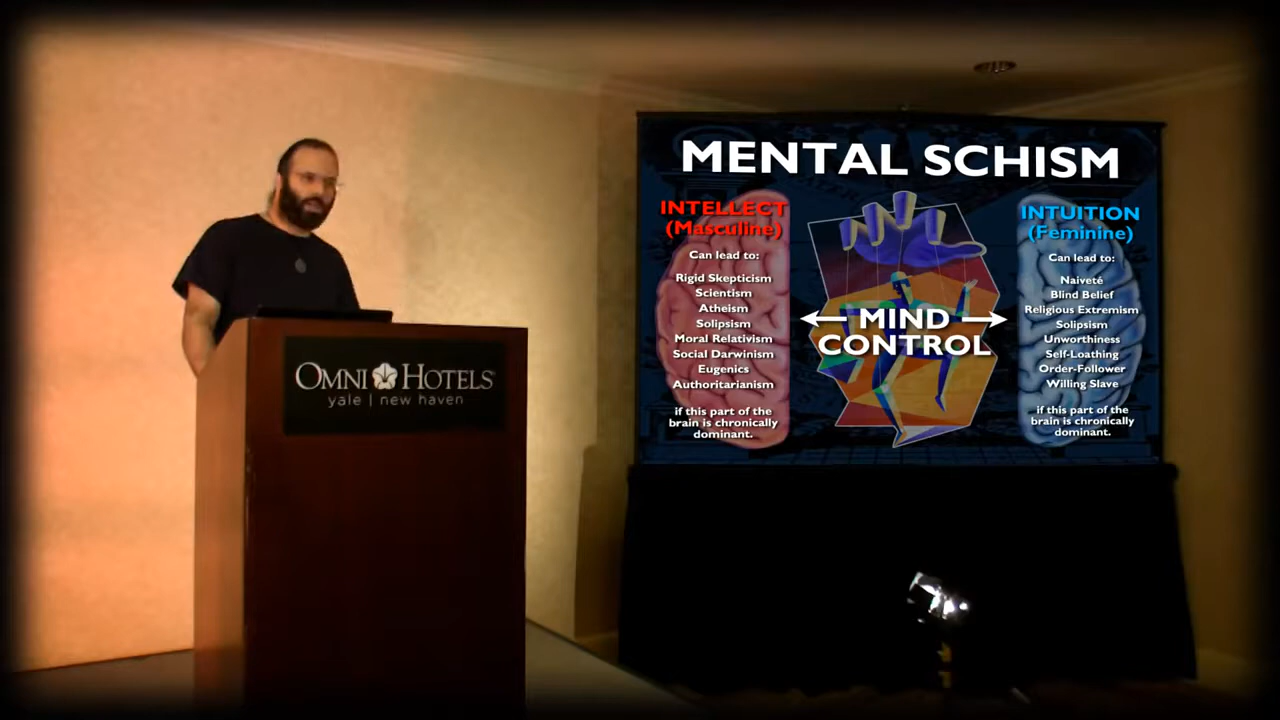 MENTAL SCHISM
INTELLECT
(Masculine)
Can lead to:
Rigid Skepticism
Scientism
Atheism
Solipsism
Moral Relativism
Social Darwinism
Eugenics
Authoritarianism
if this part of the
brain is chronically
dominant.
MIND
CONTROL
INTUITION
(Feminine)
Can lead to:
Naiveté
Blind Belief
Religious Extremism
Solipsism
Unworthiness
Self-Loathing
Order-Follower
Willing Slave
if this part of the
brain is chronically
dominant.
OMNI HOTELS®
yale | new haven